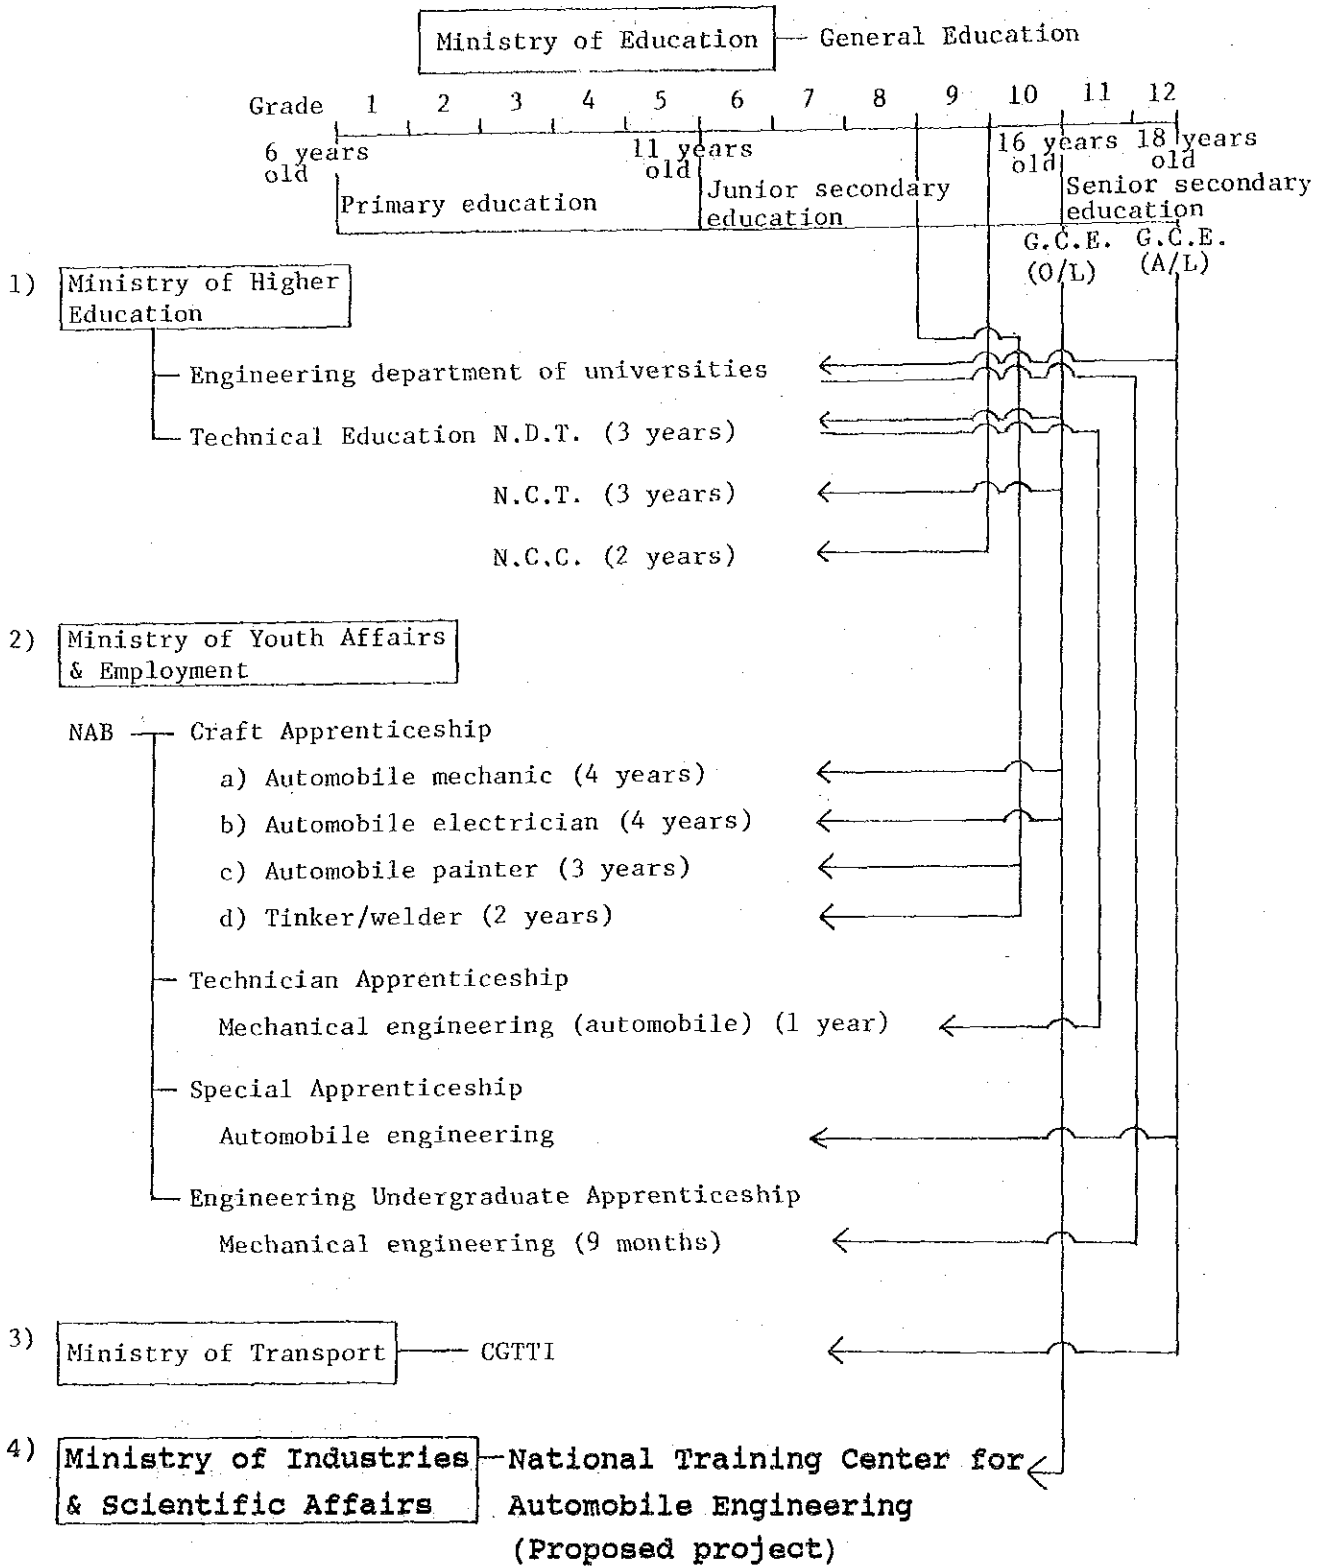 Ministry of Education General Education
Grade 1 2 3 4 5 6 7 8 9 10 11 12
6 years old
11 years old
16 years old
18 years old
Primary education
Junior secondary
education
Senior secondary
education
G.C.E.
(O/L)
G.C.E.
(A/L)
1) Ministry of Higher
Education
Engineering department of universities
Technical Education N.D.T. (3 years)
N.C.T. (3 years)
N.C.C. (2 years)
2) Ministry of Youth Affairs
& Employment
NAB Craft Apprenticeship
a) Automobile mechanic (4 years)
b) Automobile electrician (4 years)
c) Automobile painter (3 years)
d) Tinker/welder (2 years)
Technician Apprenticeship
Mechanical engineering (automobile) (1 year)
Special Apprenticeship
Automobile engineering
Engineering Undergraduate Apprenticeship
Mechanical engineering (9 months)
3) Ministry of Transport CGTTI
4) Ministry of Industries National Training Center for
& Scientific Affairs Automobile Engineering
(Proposed project)